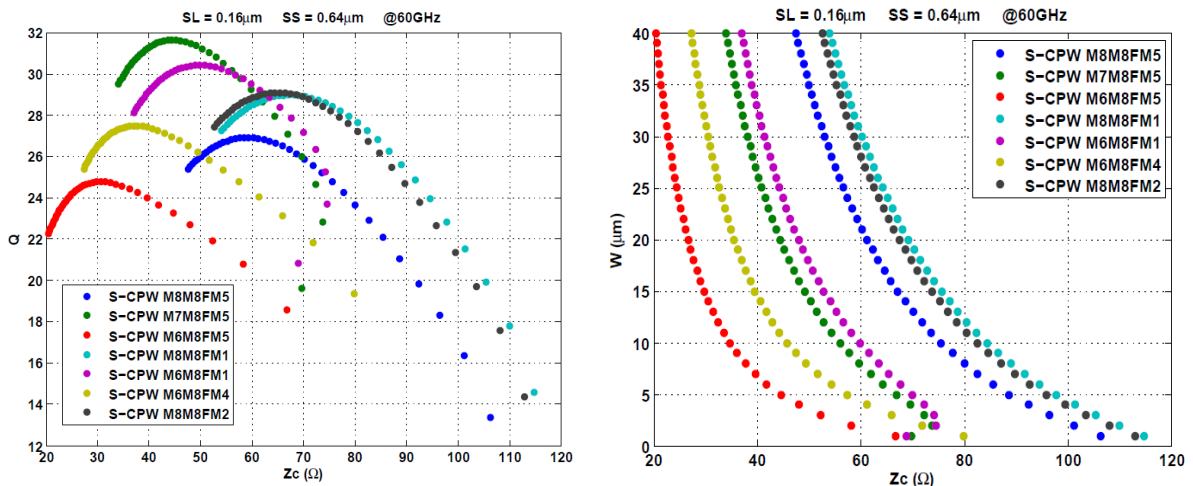 SL = 0.16μm SS = 0.64μm @60GHz
32
30
28
26
24
22
20
18
16
14
12
Q
S-CPW M8M8FM5
S-CPW M7M8FM5
S-CPW M6M8FM5
S-CPW M8M8FM1
S-CPW M6M8FM1
S-CPW M6M8FM4
S-CPW M8M8FM2
20 30 40 50 60 70 80 90 100 110 120
Zc (Ω)
SL = 0.16μm SS = 0.64μm @60GHz
40
35
30
25
20
15
10
5
0
W (μm)
S-CPW M8M8FM5
S-CPW M7M8FM5
S-CPW M6M8FM5
S-CPW M8M8FM1
S-CPW M6M8FM1
S-CPW M6M8FM4
S-CPW M8M8FM2
20 40 60 80 100 120
Zc (Ω)